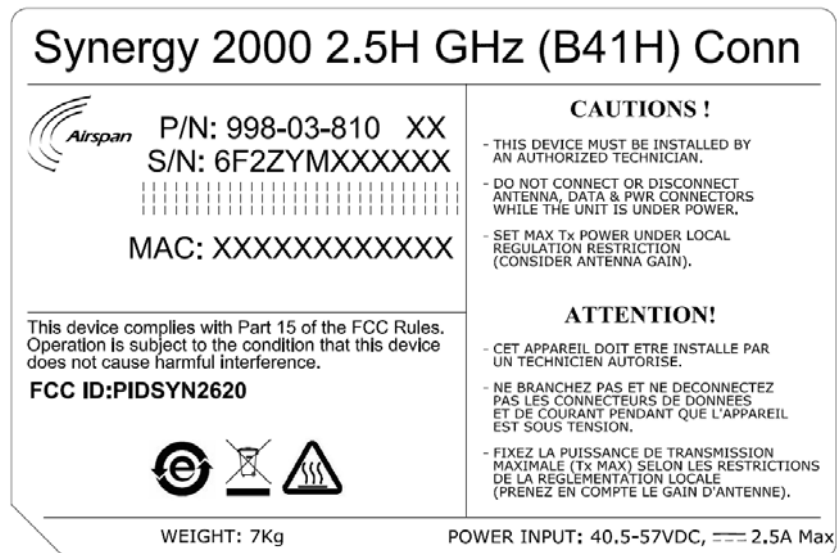 Synergy 2000 2.5H GHz (B41H) Conn
Airspan
P/N: 998-03-810 XX
S/N: 6F2ZYMXXXXXX
MAC: XXXXXXXXXXXX
This device complies with Part 15 of the FCC Rules.
Operation is subject to the condition that this device
does not cause harmful interference.
FCC ID:PIDSYN2620
e
CAUTIONS !
- THIS DEVICE MUST BE INSTALLED BY
AN AUTHORIZED TECHNICIAN.
- DO NOT CONNECT OR DISCONNECT
ANTENNA, DATA & PWR CONNECTORS
WHILE THE UNIT IS UNDER POWER.
- SET MAX Tx POWER UNDER LOCAL
REGULATION RESTRICTION
(CONSIDER ANTENNA GAIN).
ATTENTION!
- CET APPAREIL DOIT ETRE INSTALLE PAR
UN TECHNICIEN AUTORISE.
- NE BRANCHEZ PAS ET NE DECONNECTEZ
PAS LES CONNECTEURS DE DONNEES
ET DE COURANT PENDANT QUE L'APPAREIL
EST SOUS TENSION.
- FIXEZ LA PUISSANCE DE TRANSMISSION
MAXIMALE (Tx MAX) SELON LES RESTRICTIONS
DE LA REGLEMENTATION LOCALE
(PRENEZ EN COMPTE LE GAIN D'ANTENNE).
WEIGHT: 7Kg
POWER INPUT: 40.5-57VDC, ⎓ 2.5A Max